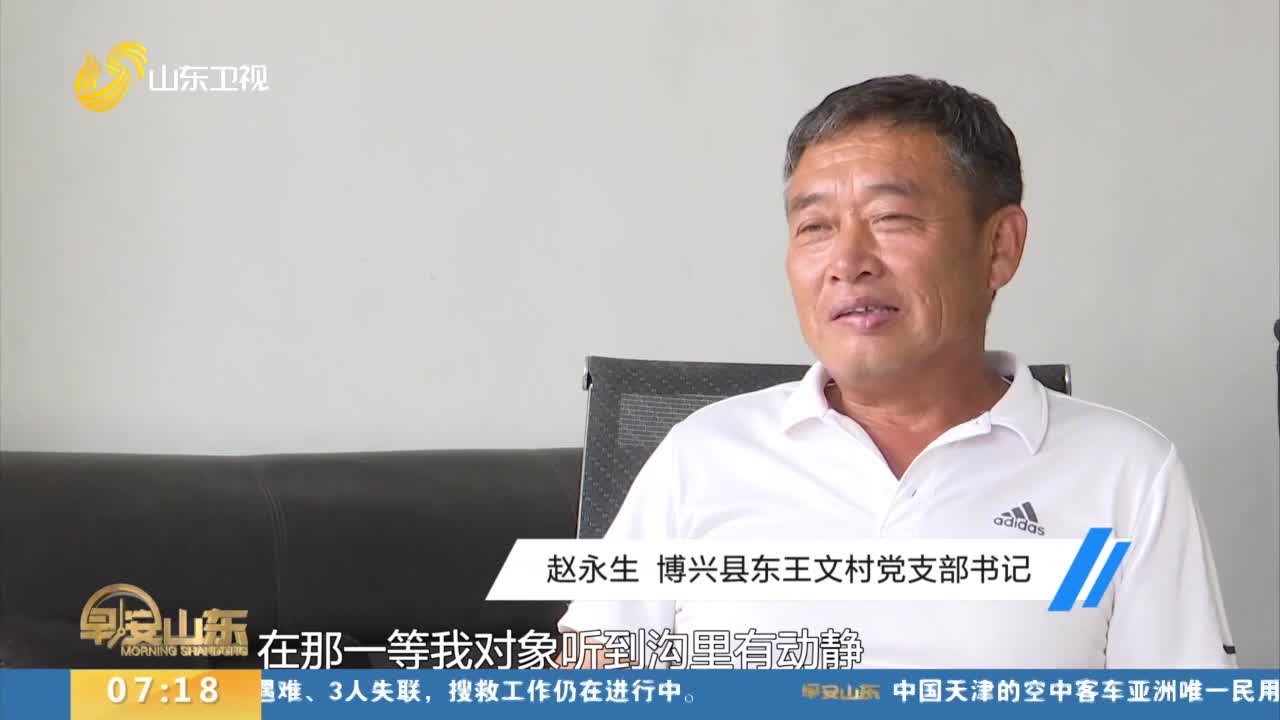 山东卫视
adidas
赵永生 博兴县东王文村党支部书记
早安山东
MORNING SHANDONG
在那一等我对象听到沟里有动静
07:18
遇难、3人失联，搜救工作仍在进行中。 早安山东 中国天津的空中客车亚洲唯一民用